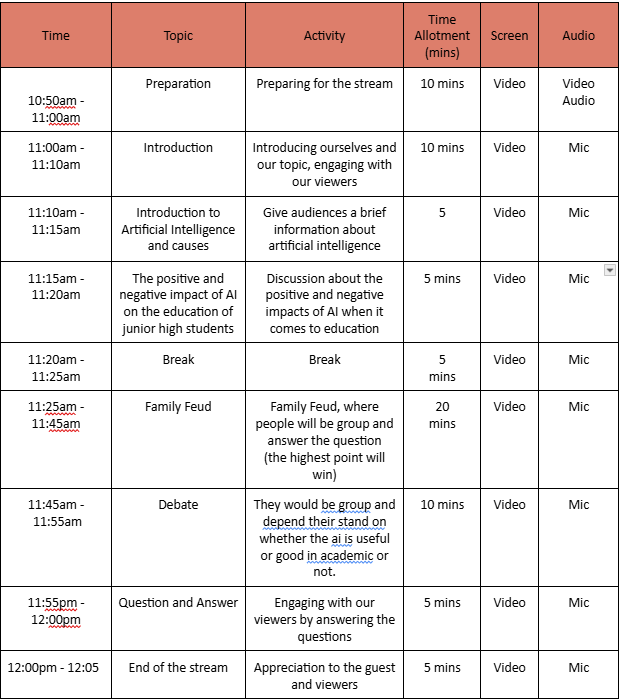 Time
Topic
Activity
Time
Allotment
(mins)
Screen
Audio
10:50am -
11:00am
Preparation
Preparing for the stream
10 mins
Video
Video
Audio
11:00am -
11:10am
Introduction
Introducing ourselves and
our topic, engaging with
our viewers
10 mins
Video
Mic
11:10am -
11:15am
Introduction to
Artificial Intelligence
and causes
Give audiences a brief
information about
artificial intelligence
5
Video
Mic
11:15am -
11:20am
The positive and
negative impact of AI
on the education of
junior high students
Discussion about the
positive and negative
impacts of AI when it
comes to education
5 mins
Video
Mic
11:20am -
11:25am
Break
Break
5
mins
Video
Mic
11:25am -
11:45am
Family Feud
Family Feud, where
people will be group and
answer the question
(the highest point will
win)
20
mins
Video
Mic
11:45am -
11:55am
Debate
They would be group and
depend their stand on
whether the ai is useful
or good in academic or
not.
10 mins
Video
Mic
11:55pm -
12:00pm
Question and Answer
Engaging with our
viewers by answering the
questions
5 mins
Video
Mic
12:00pm - 12:05
End of the stream
Appreciation to the guest
and viewers
5 mins
Video
Mic